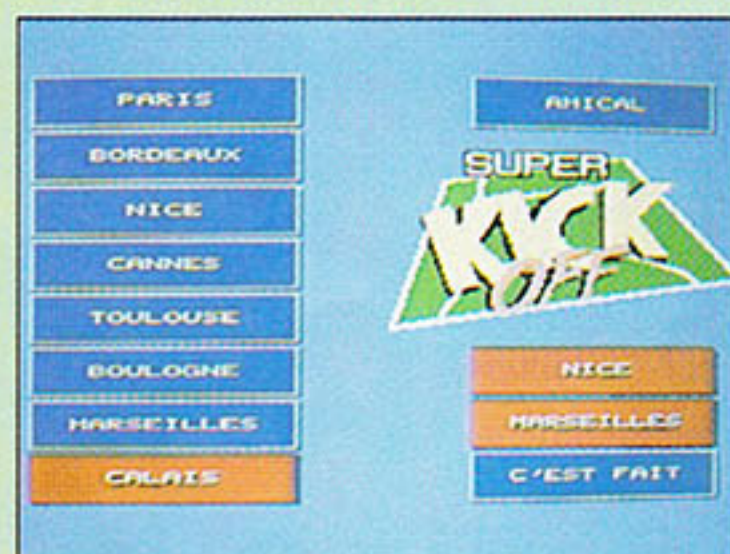 PARIS
BORDEAUX
NICE
CANNES
TOULOUSE
BOULOGNE
MARSEILLES
CALAIS
AMICAL
SUPER
KICK
OFF
NICE
MARSEILLES
C'EST FAIT